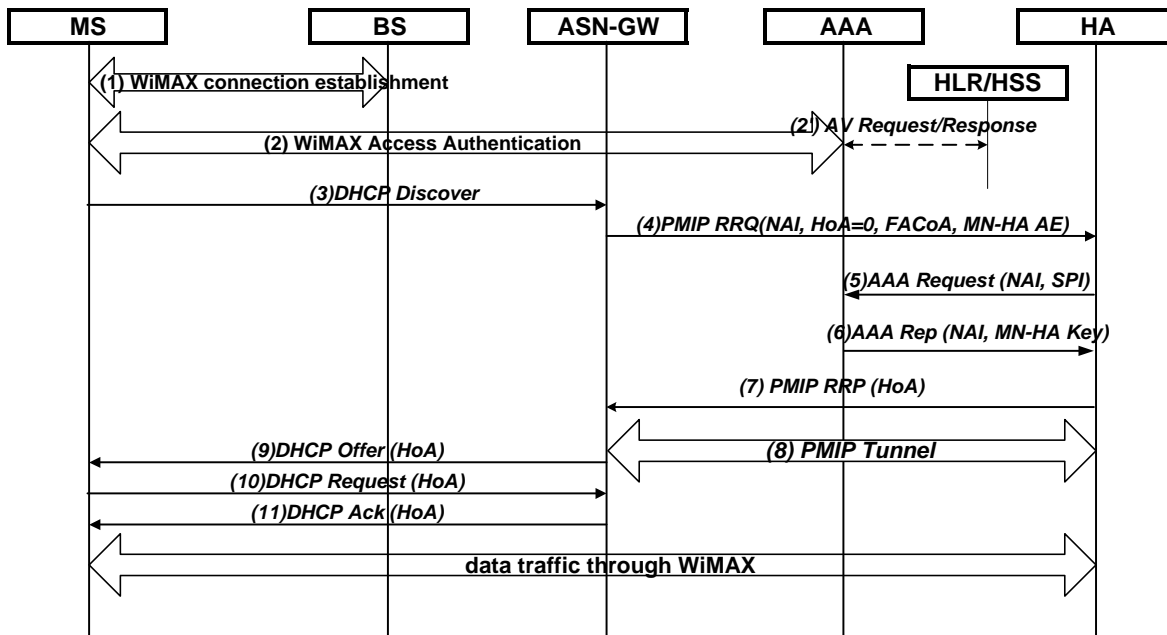 MS
BS
ASN-GW
AAA
HA
(1) WiMAX connection establishment
HLR/HSS
(2') AV Request/Response
(2) WiMAX Access Authentication
(3)DHCP Discover
(4)PMIP RRQ(NAI, HoA=0, FACoA, MN-HA AE)
(5)AAA Request (NAI, SPI)
(6)AAA Rep (NAI, MN-HA Key)
(7) PMIP RRP (HoA)
(8) PMIP Tunnel
(9)DHCP Offer (HoA)
(10)DHCP Request (HoA)
(11)DHCP Ack (HoA)
data traffic through WiMAX